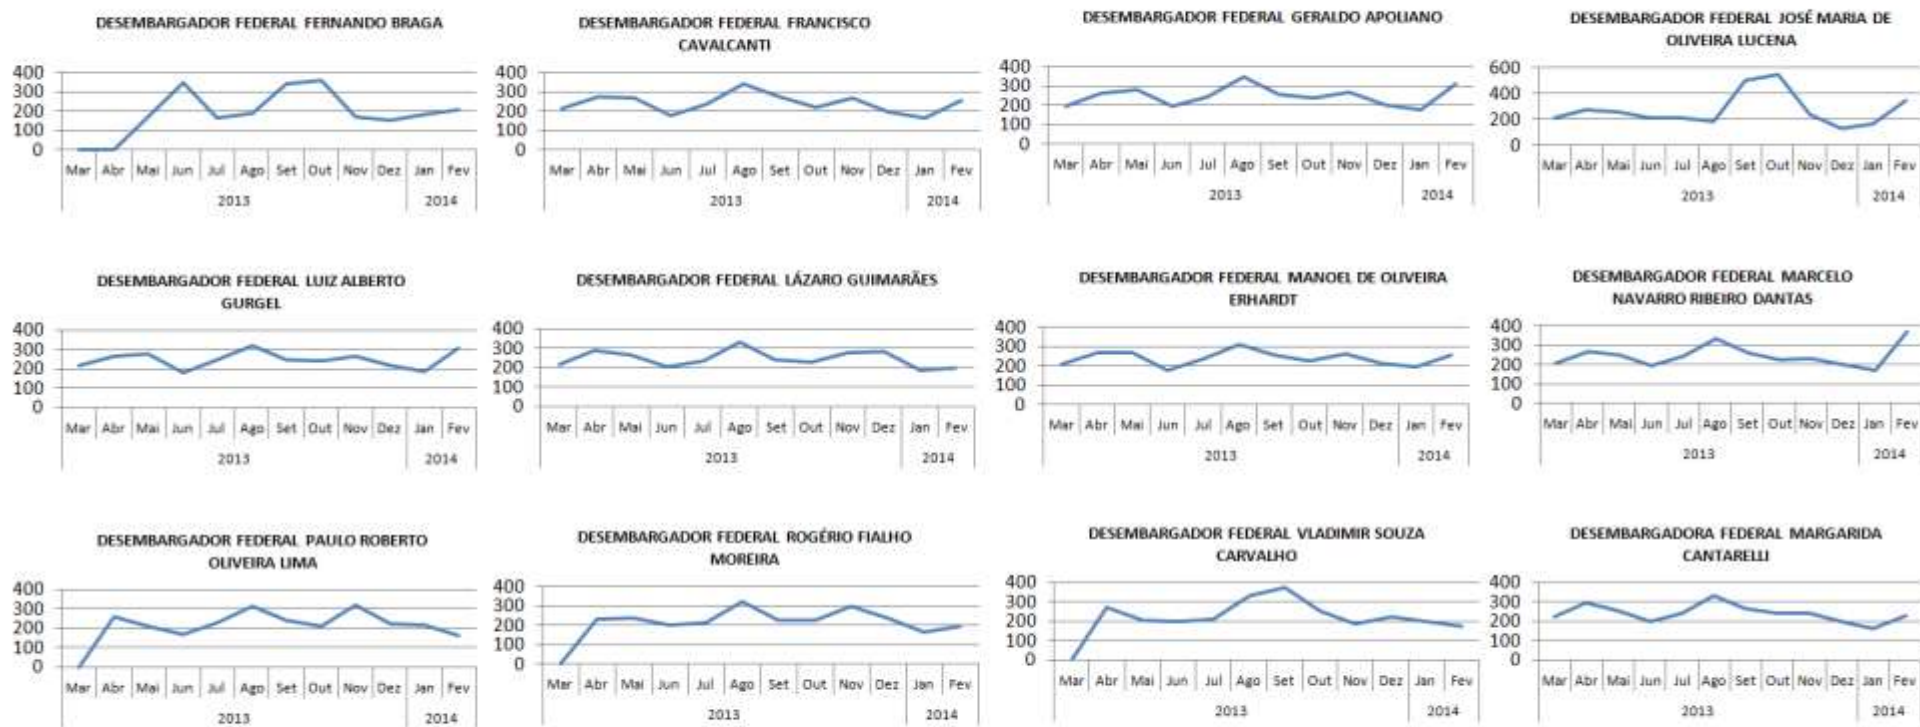 DESEMBARGADOR FEDERAL FERNANDO BRAGA
400
300
200
100
0
Mar Abr Mai Jun Jul Ago Set Out Nov Dez Jan Fev
2013 2014
DESEMBARGADOR FEDERAL FRANCISCO
CAVALCANTI
400
300
200
100
0
Mar Abr Mai Jun Jul Ago Set Out Nov Dez Jan Fev
2013 2014
DESEMBARGADOR FEDERAL GERALDO APOLIANO
400
300
200
100
0
Mar Abr Mai Jun Jul Ago Set Out Nov Dez Jan Fev
2013 2014
DESEMBARGADOR FEDERAL JOSÉ MARIA DE
OLIVEIRA LUCENA
600
400
200
0
Mar Abr Mai Jun Jul Ago Set Out Nov Dez Jan Fev
2013 2014
DESEMBARGADOR FEDERAL LUIZ ALBERTO
GURGEL
400
300
200
100
0
Mar Abr Mai Jun Jul Ago Set Out Nov Dez Jan Fev
2013 2014
DESEMBARGADOR FEDERAL LÁZARO GUIMARÃES
400
300
200
100
0
Mar Abr Mai Jun Jul Ago Set Out Nov Dez Jan Fev
2013 2014
DESEMBARGADOR FEDERAL MANOEL DE OLIVEIRA
ERHARDT
400
300
200
100
0
Mar Abr Mai Jun Jul Ago Set Out Nov Dez Jan Fev
2013 2014
DESEMBARGADOR FEDERAL MARCELO
NAVARRO RIBEIRO DANTAS
400
300
200
100
0
Mar Abr Mai Jun Jul Ago Set Out Nov Dez Jan Fev
2013 2014
DESEMBARGADOR FEDERAL PAULO ROBERTO
OLIVEIRA LIMA
400
300
200
100
0
Mar Abr Mai Jun Jul Ago Set Out Nov Dez Jan Fev
2013 2014
DESEMBARGADOR FEDERAL ROGÉRIO FIALHO
MOREIRA
400
300
200
100
0
Mar Abr Mai Jun Jul Ago Set Out Nov Dez Jan Fev
2013 2014
DESEMBARGADOR FEDERAL VLADIMIR SOUZA
CARVALHO
400
300
200
100
0
Mar Abr Mai Jun Jul Ago Set Out Nov Dez Jan Fev
2013 2014
DESEMBARGADORA FEDERAL MARGARIDA
CANTARELLI
400
300
200
100
0
Mar Abr Mai Jun Jul Ago Set Out Nov Dez Jan Fev
2013 2014